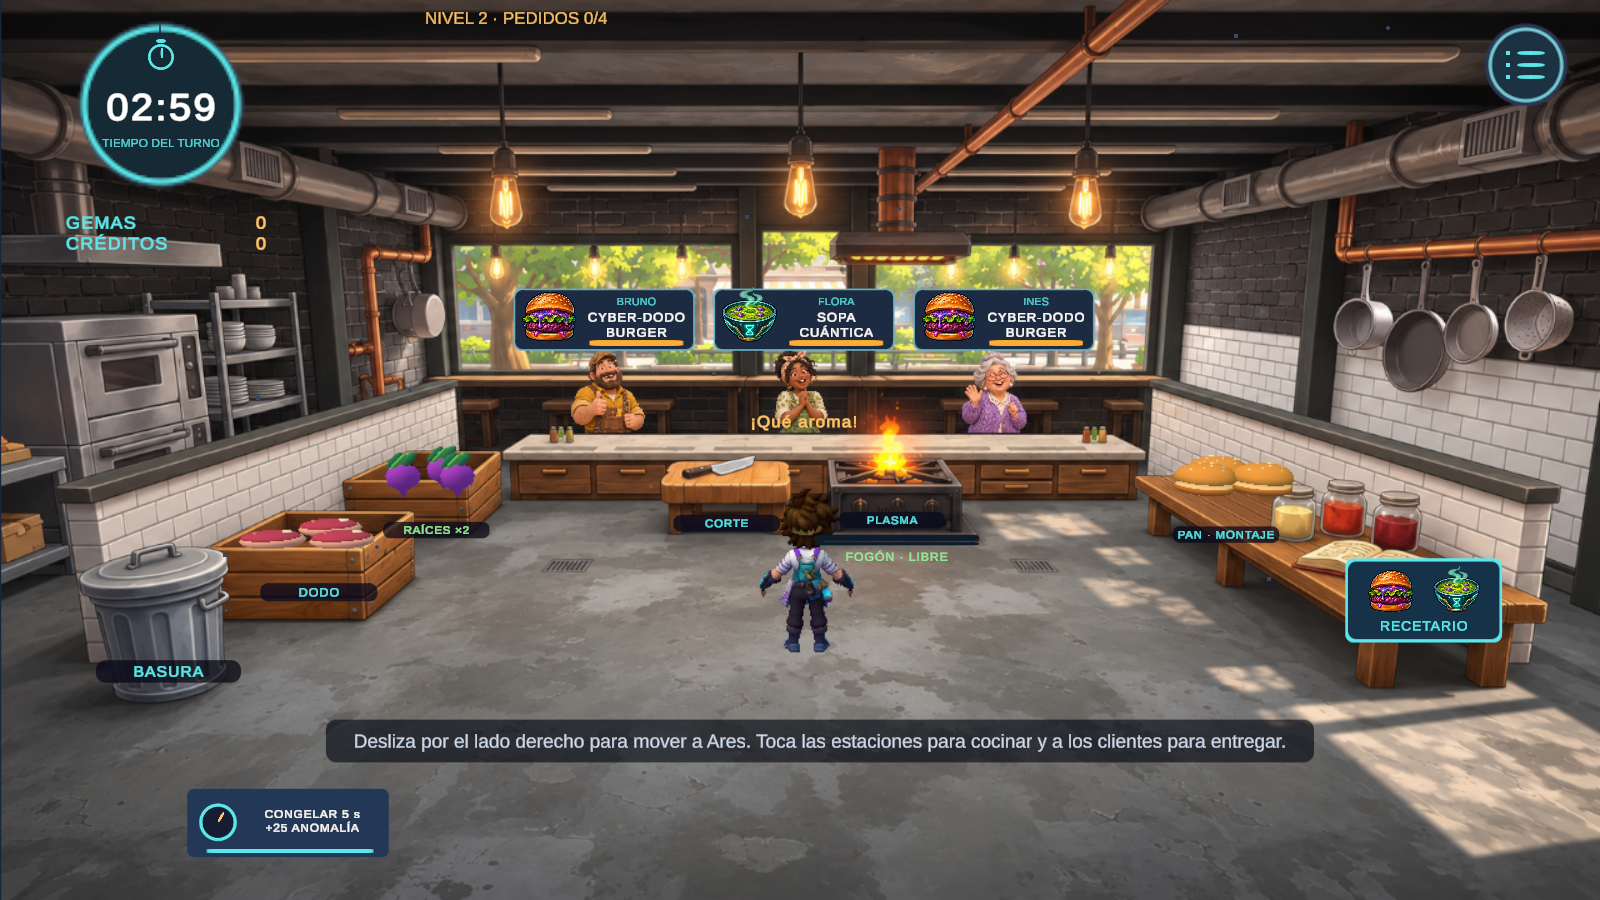 NIVEL 2 · PEDIDOS 0/4
02:59
TIEMPO DEL TURNO
GEMAS 0
CRÉDITOS 0
BRUNO
CYBER-DODO
BURGER
FLORA
SOPA
CUÁNTICA
INES
CYBER-DODO
BURGER
¡Qué aroma!
RAÍCES ×2
CORTE
PLASMA
PAN · MONTAJE
FOGÓN · LIBRE
DODO
RECETARIO
BASURA
Desliza por el lado derecho para mover a Ares. Toca las estaciones para cocinar y a los clientes para entregar.
CONGELAR 5 s
+25 ANOMALÍA